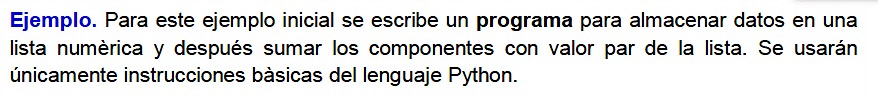 Ejemplo. Para este ejemplo inicial se escribe un programa para almacenar datos en una
lista numèrica y después sumar los componentes con valor par de la lista. Se usarán
únicamente instrucciones bàsicas del lenguaje Python.